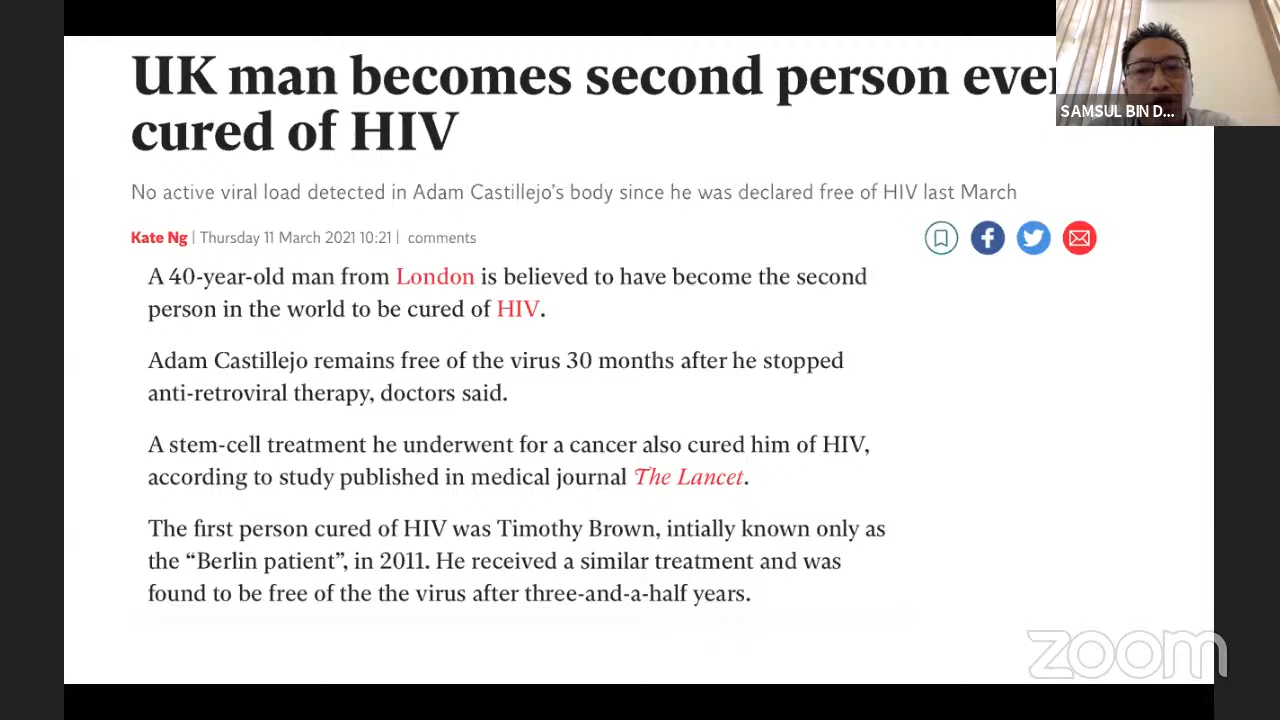 UK man becomes second person ever
cured of HIV
SAMSUL BIN D...
No active viral load detected in Adam Castillejo's body since he was declared free of HIV last March
Kate Ng | Thursday 11 March 2021 10:21 | comments
A 40-year-old man from London is believed to have become the second
person in the world to be cured of HIV.
Adam Castillejo remains free of the virus 30 months after he stopped
anti-retroviral therapy, doctors said.
A stem-cell treatment he underwent for a cancer also cured him of HIV,
according to study published in medical journal The Lancet.
The first person cured of HIV was Timothy Brown, intially known only as
the “Berlin patient”, in 2011. He received a similar treatment and was
found to be free of the the virus after three-and-a-half years.
zoom